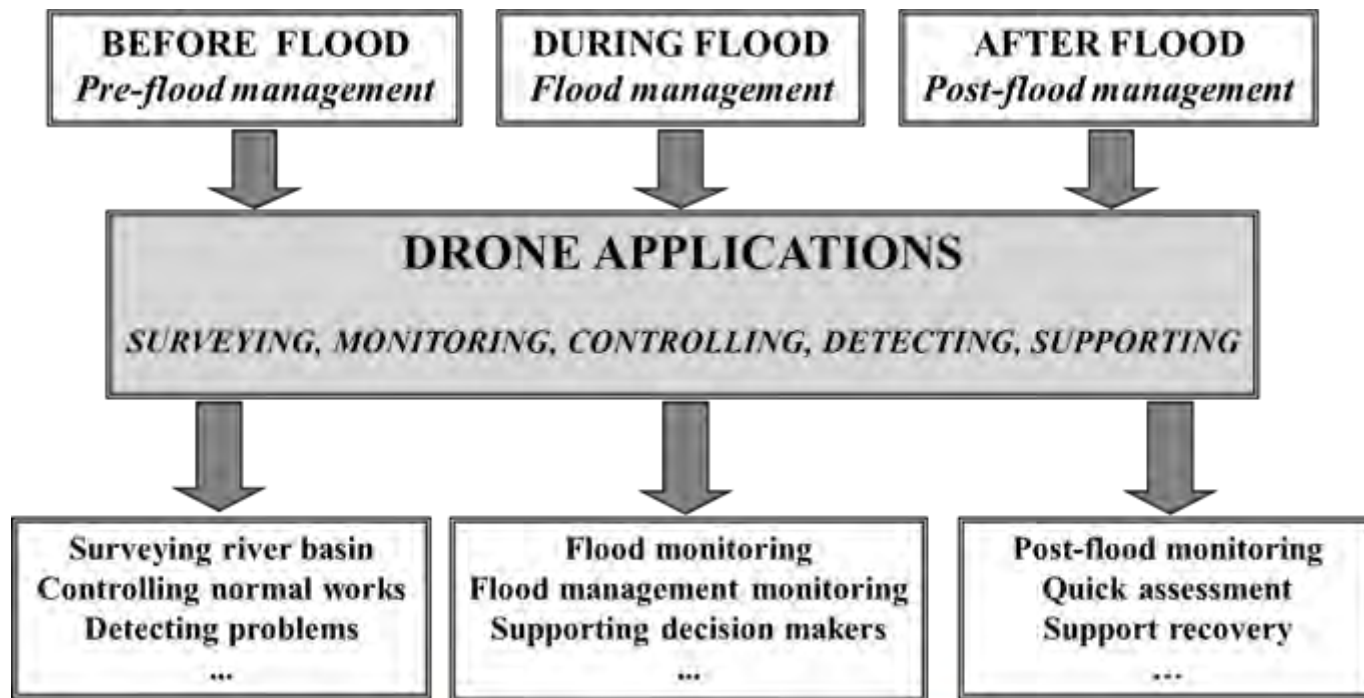 BEFORE FLOOD
Pre-flood management
DURING FLOOD
Flood management
AFTER FLOOD
Post-flood management
DRONE APPLICATIONS
SURVEYING, MONITORING, CONTROLLING, DETECTING, SUPPORTING
Surveying river basin
Controlling normal works
Detecting problems
...
Flood monitoring
Flood management monitoring
Supporting decision makers
...
Post-flood monitoring
Quick assessment
Support recovery
...